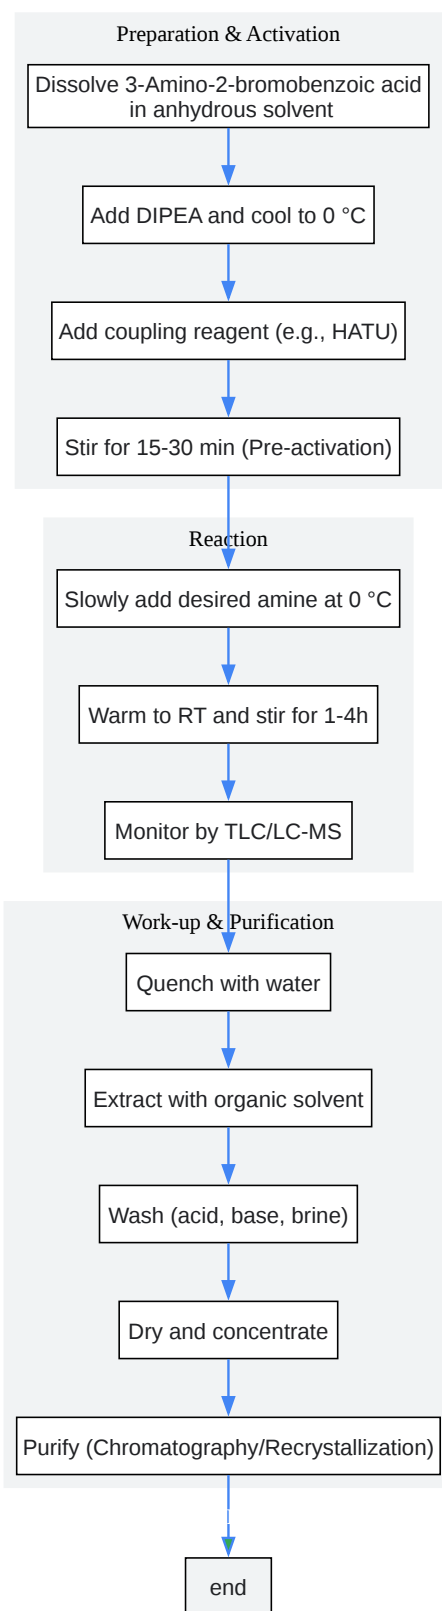 Preparation & Activation
Dissolve 3-Amino-2-bromobenzoic acid
in anhydrous solvent
Add DIPEA and cool to 0 °C
Add coupling reagent (e.g., HATU)
Stir for 15-30 min (Pre-activation)
Reaction
Slowly add desired amine at 0 °C
Warm to RT and stir for 1-4h
Monitor by TLC/LC-MS
Work-up & Purification
Quench with water
Extract with organic solvent
Wash (acid, base, brine)
Dry and concentrate
Purify (Chromatography/Recrystallization)
end